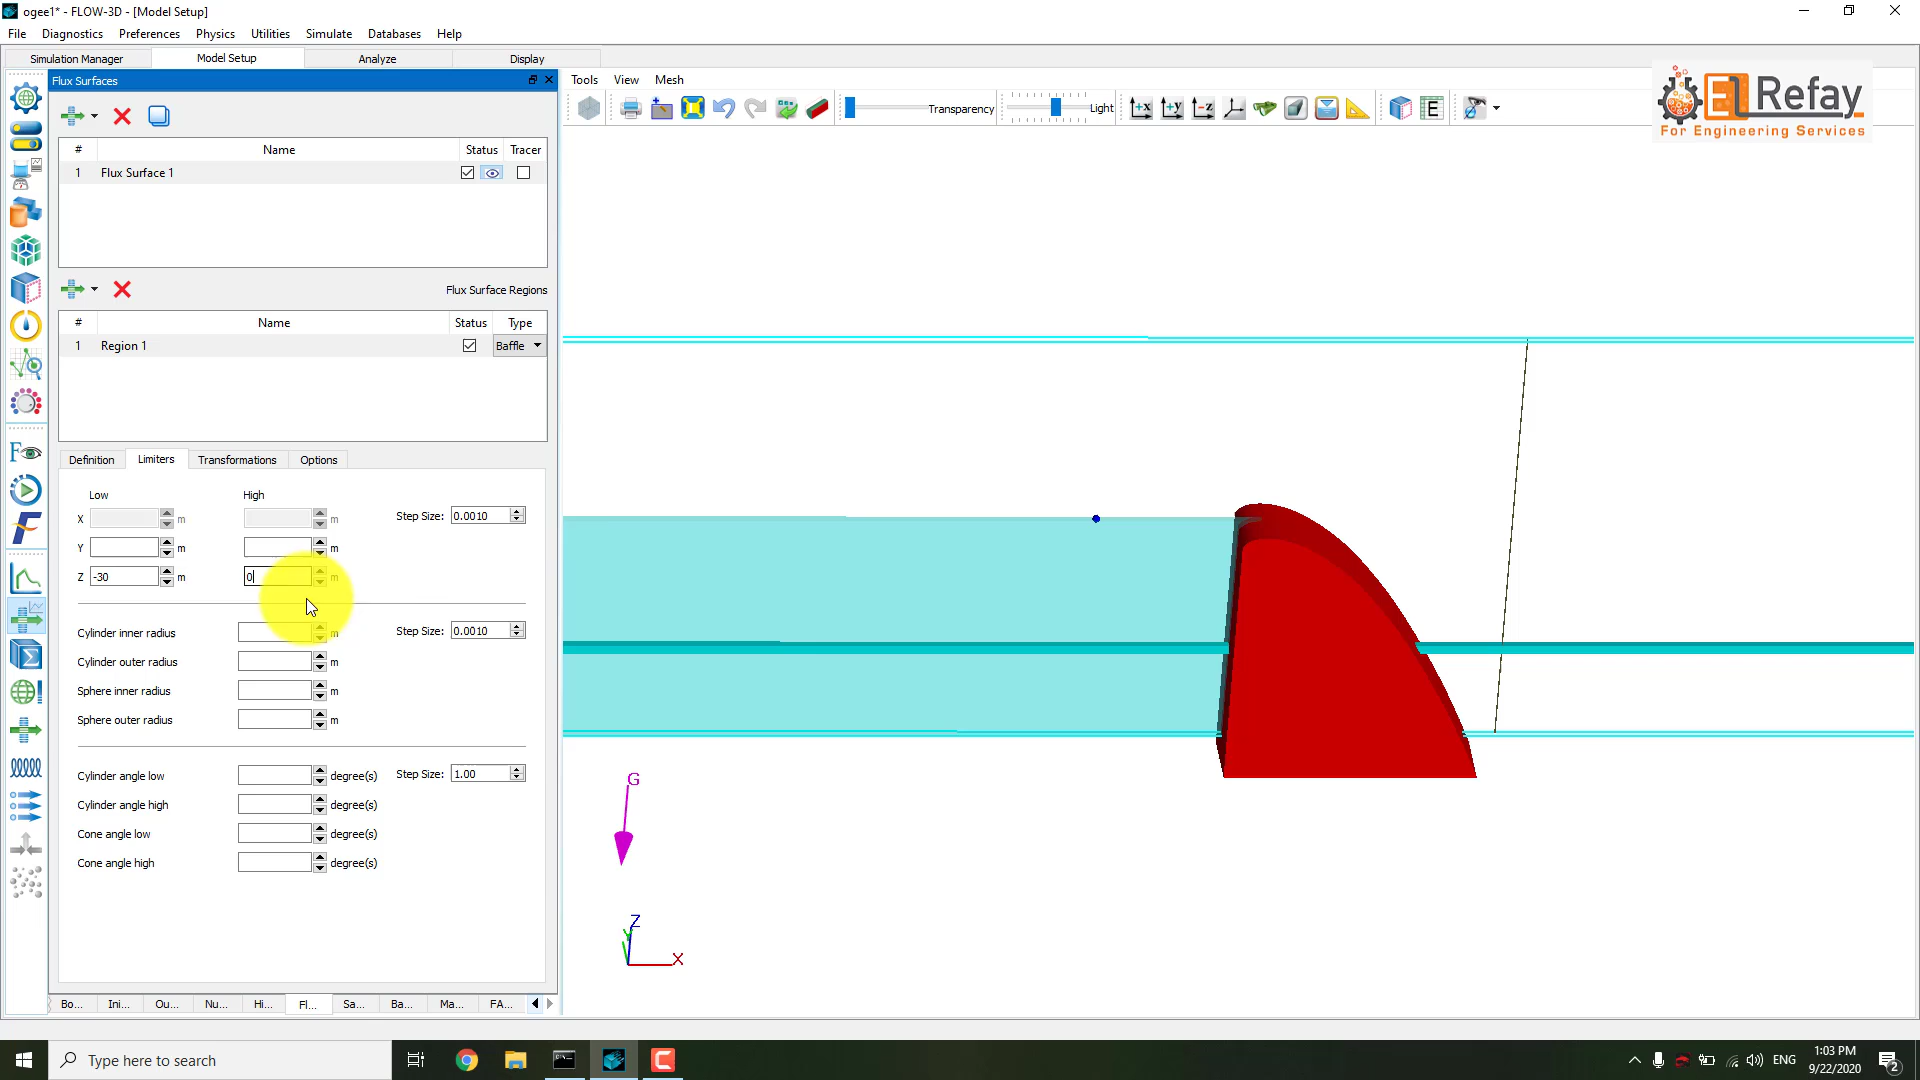 ogee1* - FLOW-3D - [Model Setup]
File Diagnostics Preferences Physics Utilities Simulate Databases Help
Simulation Manager Model Setup Analyze Display
Flux Surfaces
Tools View Mesh
Transparency Light
E
El Refay
For Engineering Services
# Name Status Tracer
1 Flux Surface 1
Flux Surface Regions
# Name Status Type
1 Region 1 Baffle
Definition Limiters Transformations Options
Low High
X m m Step Size: 0.0010
Y m m
Z -30 m 0 m
Cylinder inner radius m Step Size: 0.0010
Cylinder outer radius m
Sphere inner radius m
Sphere outer radius m
Cylinder angle low degree(s) Step Size: 1.00
Cylinder angle high degree(s)
Cone angle low degree(s)
Cone angle high degree(s)
G
Z
Y
X
Bo... Ini... Ou... Nu... Hi... Fl... Sa... Ba... Ma... FA...
Type here to search
ENG
1:03 PM
9/22/2020
2